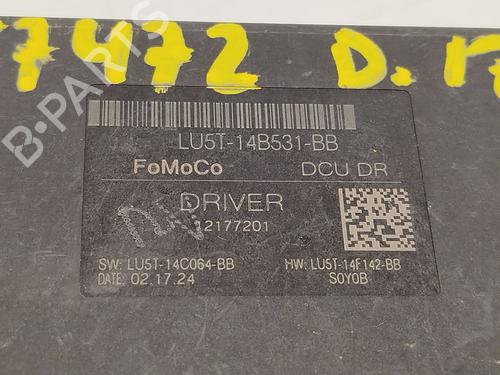 7472 D.
B-PARTS
LU5T-14B531-BB
FoMoCo DCU DR
DRIVER
12177201
SW: LU5T-14C064-BB HW: LU5T-14F142-BB
DATE: 02.17.24 S0Y0B